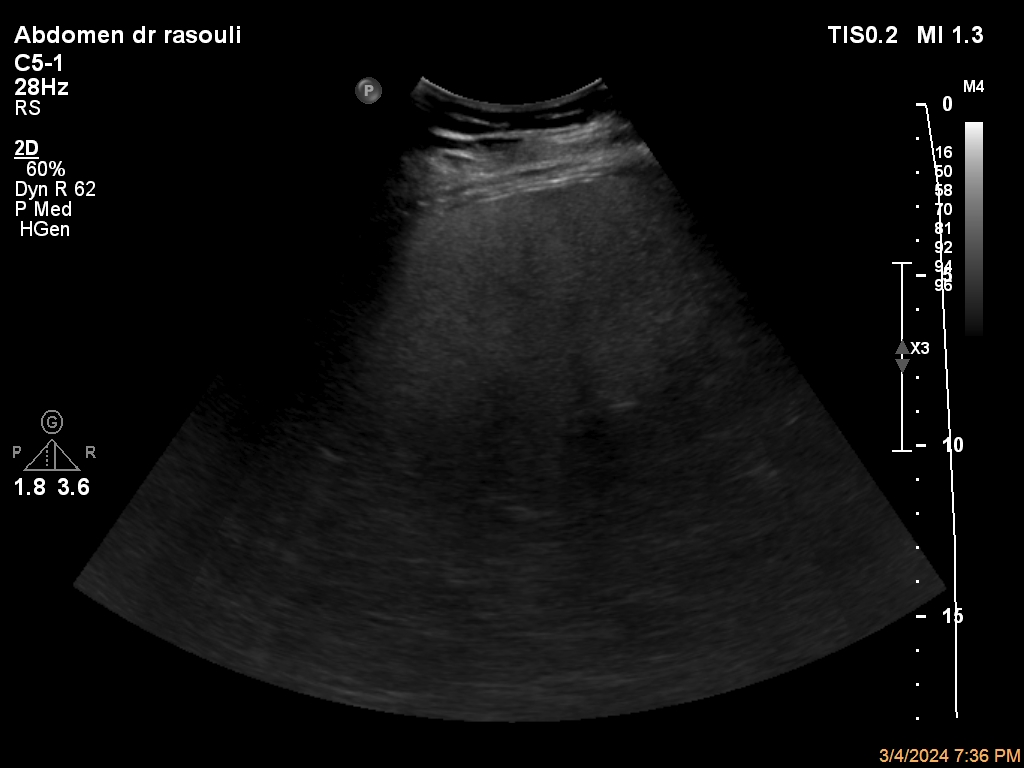 Abdomen dr rasouli
TIS0.2 MI 1.3
C5-1
28Hz
RS
2D
60%
Dyn R 62
P Med
HGen
P
M4
0
16
50
58
70
81
92
94
5
96
X3
10
15
G
P R
1.8 3.6
3/4/2024 7:36 PM